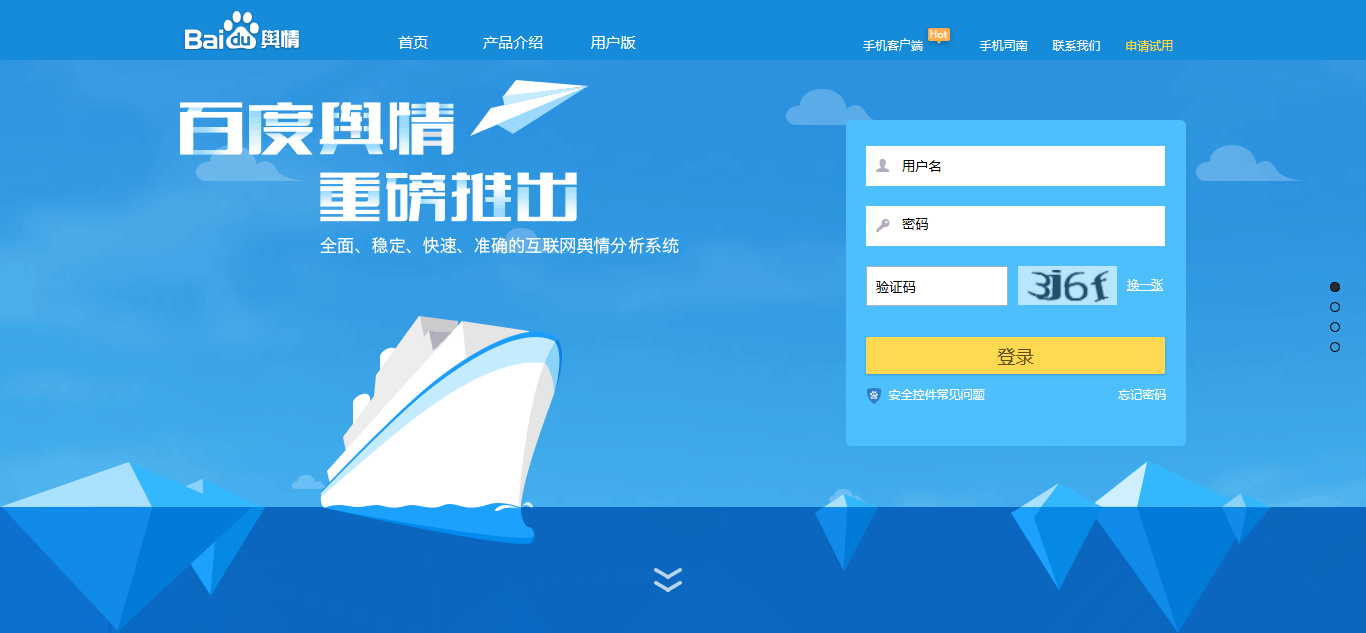 Baidu舆情
首页 产品介绍 用户版
手机客户端 Hot 手机司南 联系我们 申请试用
百度舆情
重磅推出
全面、稳定、快速、准确的互联网舆情分析系统
用户名
密码
验证码 3j6f 换一张
登录
安全控件常见问题 忘记密码